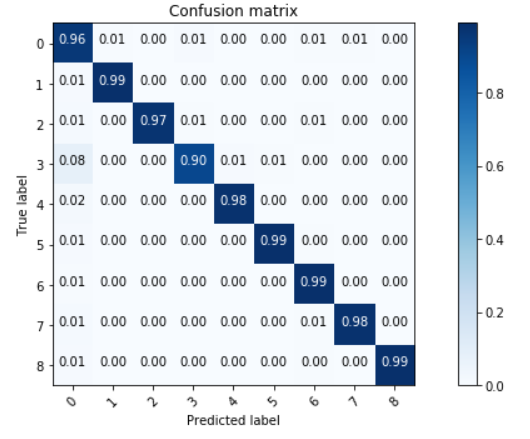 Confusion matrix
0 0.96 0.01 0.00 0.01 0.00 0.00 0.01 0.01 0.00
1 0.01 0.99 0.00 0.00 0.00 0.00 0.00 0.00 0.00
2 0.01 0.00 0.97 0.01 0.00 0.00 0.01 0.00 0.00
3 0.08 0.00 0.00 0.90 0.01 0.01 0.00 0.00 0.00
4 0.02 0.00 0.00 0.00 0.98 0.00 0.00 0.00 0.00
5 0.01 0.00 0.00 0.00 0.00 0.99 0.00 0.00 0.00
6 0.01 0.00 0.00 0.00 0.00 0.00 0.99 0.00 0.00
7 0.01 0.00 0.00 0.00 0.00 0.00 0.01 0.98 0.00
8 0.01 0.00 0.00 0.00 0.00 0.00 0.00 0.00 0.99
0 1 2 3 4 5 6 7 8
True label
Predicted label
0.8
0.6
0.4
0.2
0.0